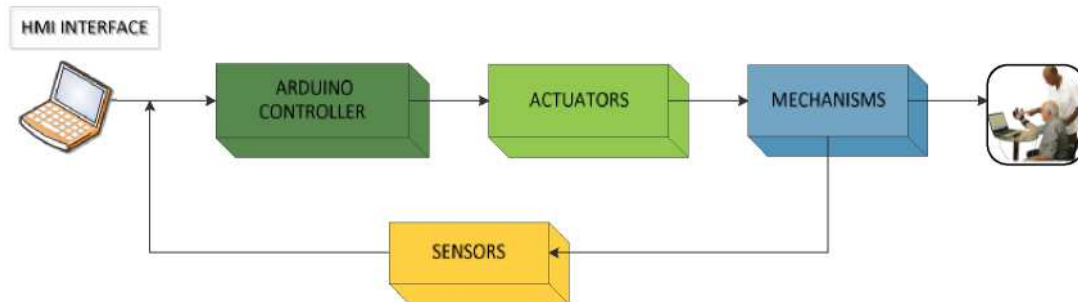 HMI INTERFACE
ARDUINO
CONTROLLER
ACTUATORS
MECHANISMS
SENSORS